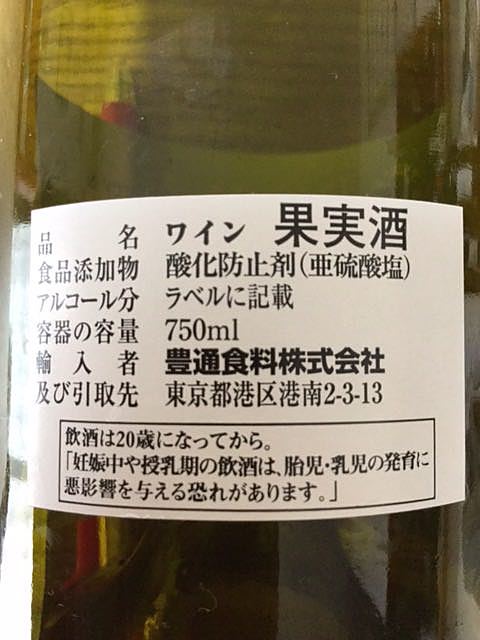 品名 ワイン 果実酒
食品添加物 酸化防止剤(亜硫酸塩)
アルコール分 ラベルに記載
容器の容量 750ml
輸入者 豊通食料株式会社
及び引取先 東京都港区港南2-3-13
飲酒は20歳になってから。
「妊娠中や授乳期の飲酒は、胎児・乳児の発育に
悪影響を与える恐れがあります。」